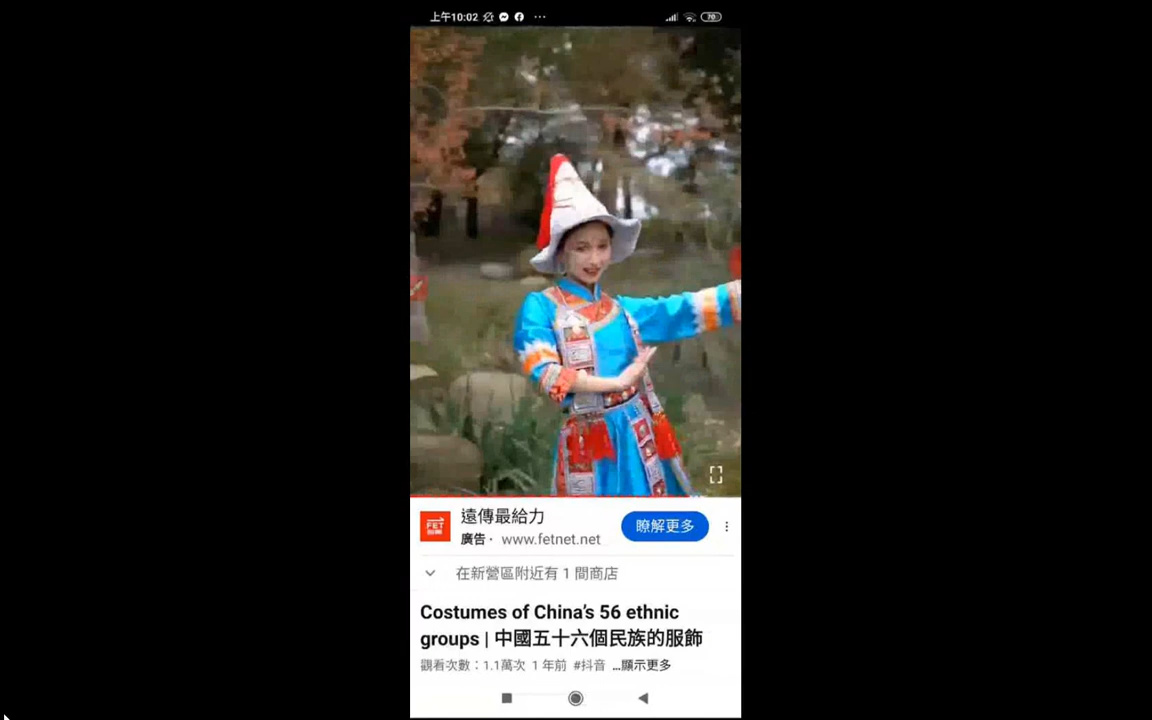 上午10:02
70
FET
遠傳最給力
廣告· www.fetnet.net
瞭解更多
在新營區附近有 1 間商店
Costumes of China's 56 ethnic
groups | 中國五十六個民族的服飾
觀看次數：1.1萬次 1 年前 #抖音 ...顯示更多